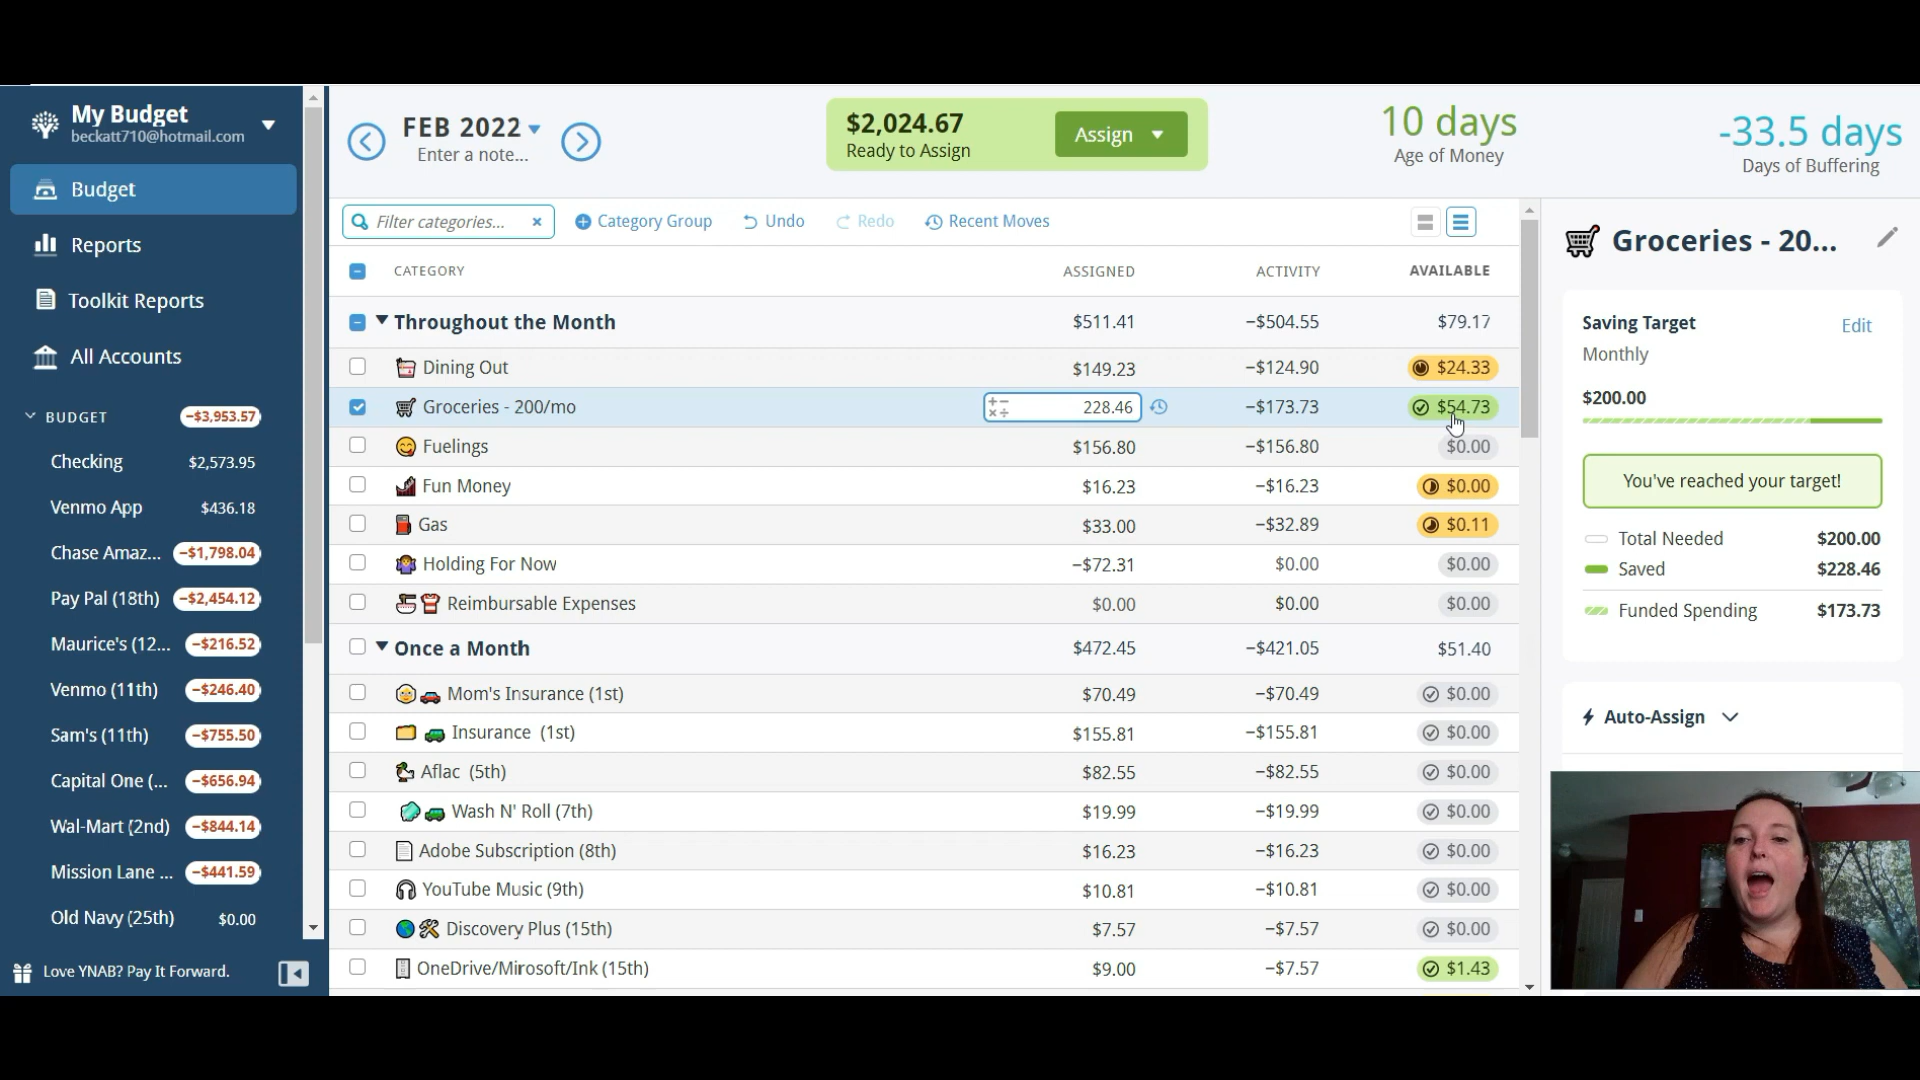 My Budget
beckatt710@hotmail.com
Budget
Reports
Toolkit Reports
All Accounts
BUDGET −$3,953.57
Checking $2,573.95
Venmo App $436.18
Chase Amaz... −$1,798.04
Pay Pal (18th) −$2,454.12
Maurice's (12... −$216.52
Venmo (11th) −$246.40
Sam's (11th) −$755.50
Capital One (... −$656.94
Wal-Mart (2nd) −$844.14
Mission Lane ... −$441.59
Old Navy (25th) $0.00
Love YNAB? Pay It Forward.
FEB 2022
Enter a note...
$2,024.67
Ready to Assign
Assign
10 days
Age of Money
-33.5 days
Days of Buffering
Filter categories... Category Group Undo Redo Recent Moves
CATEGORY ASSIGNED ACTIVITY AVAILABLE
Throughout the Month $511.41 −$504.55 $79.17
Dining Out $149.23 −$124.90 $24.33
Groceries - 200/mo 228.46 −$173.73 $54.73
Fuelings $156.80 −$156.80 $0.00
Fun Money $16.23 −$16.23 $0.00
Gas $33.00 −$32.89 $0.11
Holding For Now −$72.31 $0.00 $0.00
Reimbursable Expenses $0.00 $0.00 $0.00
Once a Month $472.45 −$421.05 $51.40
Mom's Insurance (1st) $70.49 −$70.49 $0.00
Insurance (1st) $155.81 −$155.81 $0.00
Aflac (5th) $82.55 −$82.55 $0.00
Wash N' Roll (7th) $19.99 −$19.99 $0.00
Adobe Subscription (8th) $16.23 −$16.23 $0.00
YouTube Music (9th) $10.81 −$10.81 $0.00
Discovery Plus (15th) $7.57 −$7.57 $0.00
OneDrive/Mirosoft/Ink (15th) $9.00 −$7.57 $1.43
Groceries - 20...
Saving Target Edit
Monthly
$200.00
You've reached your target!
Total Needed $200.00
Saved $228.46
Funded Spending $173.73
Auto-Assign